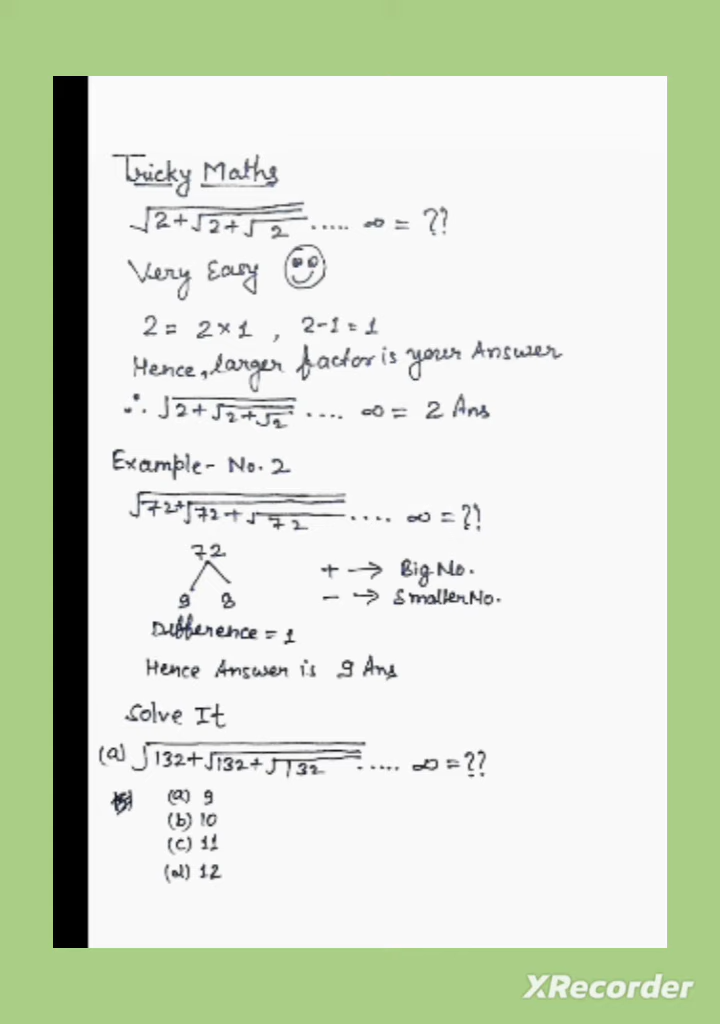 Tricky Maths
√2+√2+√2 ..... ∞ = ??
Very Easy
2 = 2×1 , 2-1 = 1
Hence, larger factor is your Answer
∴ √2+√2+√2 .... ∞ = 2 Ans
Example - No. 2
√72+√72+√72 .... ∞ = ??
72
9 8
+ → Big No.
- → Smaller No.
Difference = 1
Hence Answer is 9 Ans
Solve It
(a) √132+√132+√132 ..... ∞ = ??
(a) 9
(b) 10
(c) 11
(d) 12
XRecorder